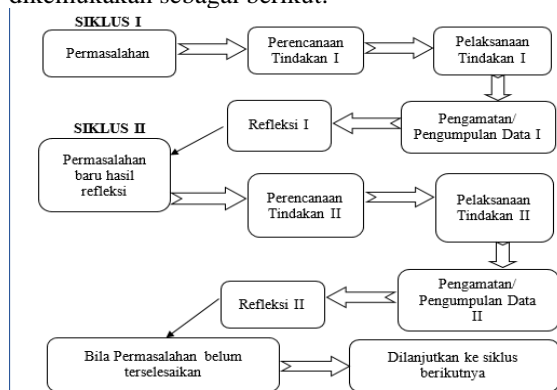 dikemukakan sebagai berikut:
SIKLUS I
Permasalahan
Perencanaan
Tindakan I
Pelaksanaan
Tindakan I
Pengamatan/
Pengumpulan Data I
Refleksi I
SIKLUS II
Permasalahan
baru hasil
refleksi
Perencanaan
Tindakan II
Pelaksanaan
Tindakan II
Pengamatan/
Pengumpulan Data
II
Refleksi II
Bila Permasalahan belum
terselesaikan
Dilanjutkan ke siklus
berikutnya